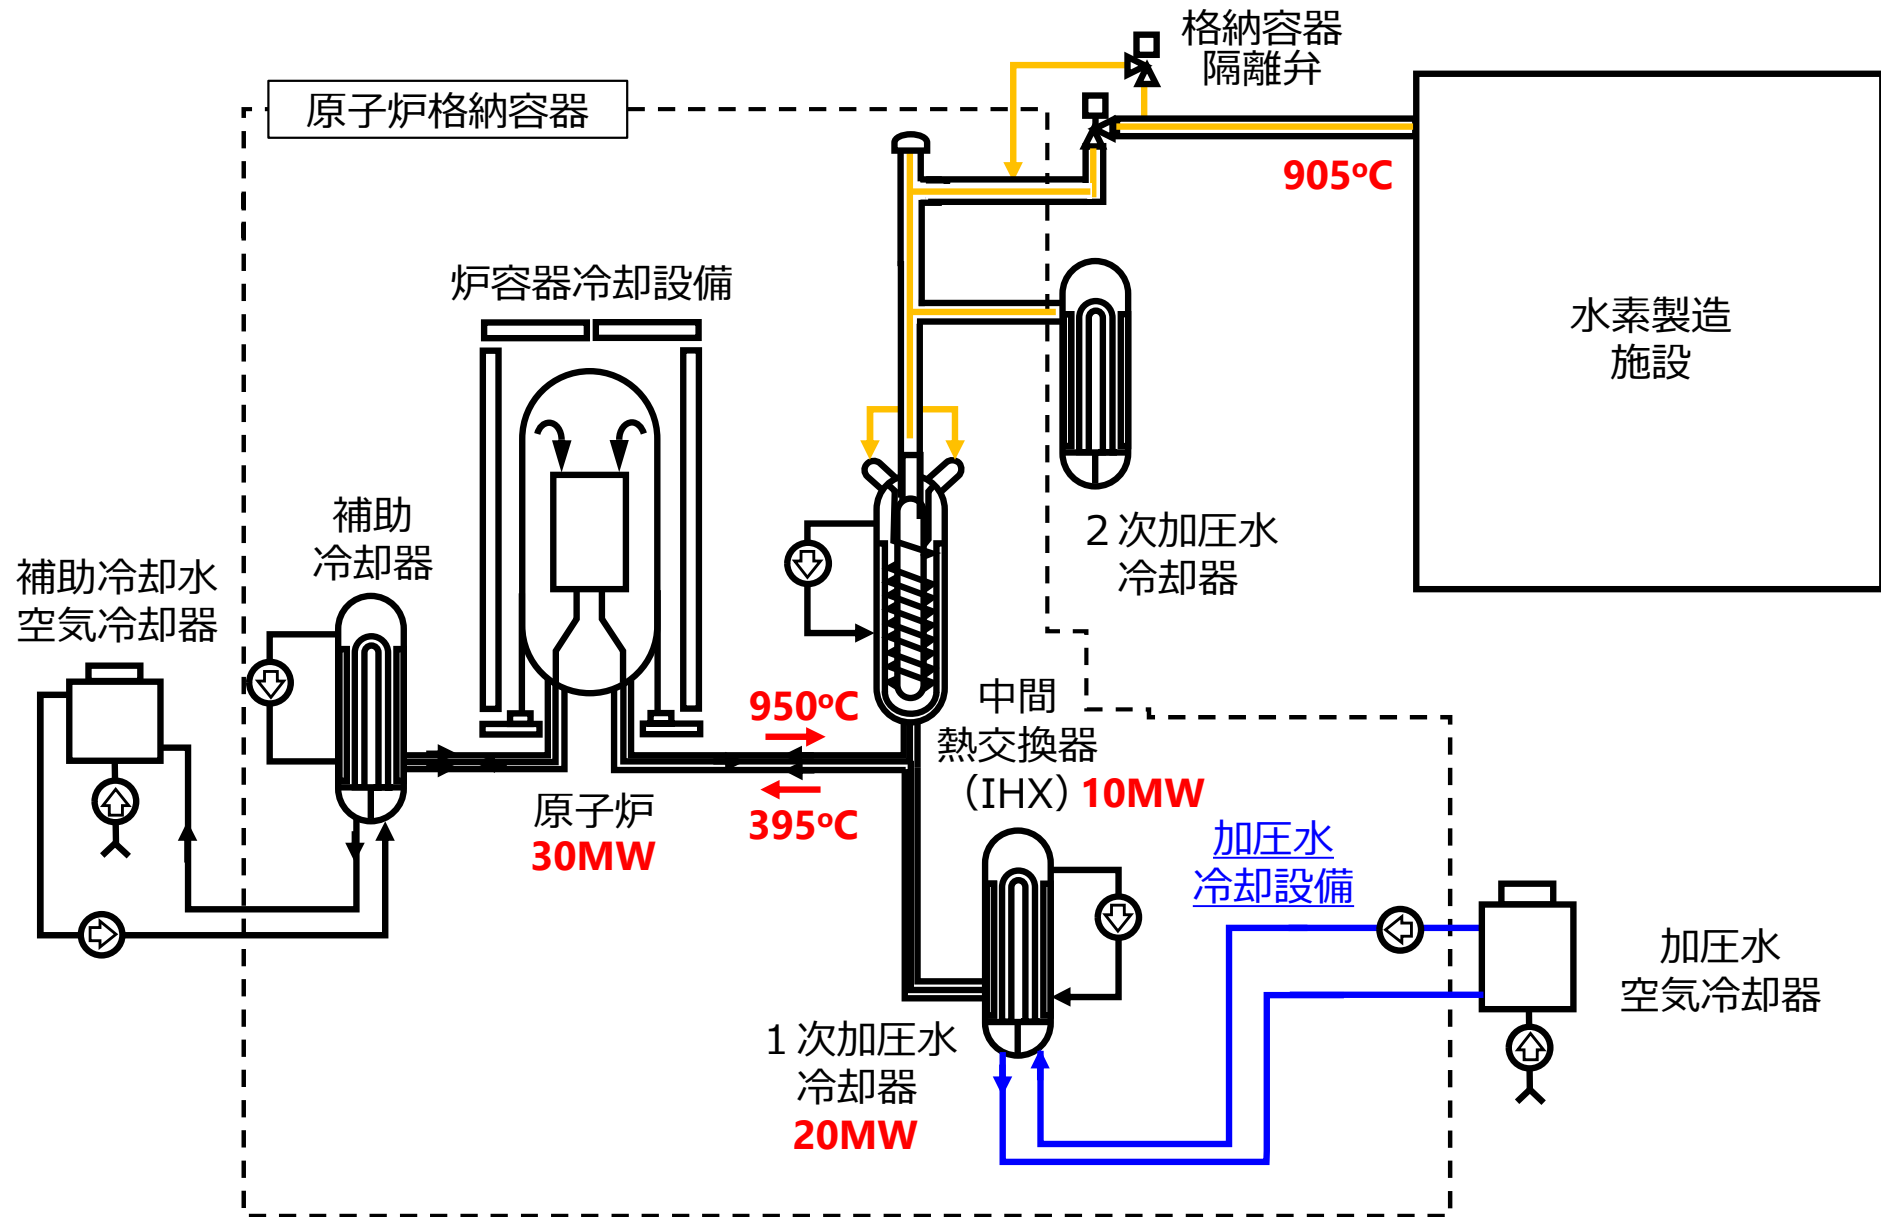 格納容器
隔離弁
原子炉格納容器
905℃
炉容器冷却設備
水素製造
施設
補助
冷却器
2次加圧水
冷却器
補助冷却水
空気冷却器
950℃
中間
熱交換器
(IHX) 10MW
395℃
原子炉
30MW
加圧水
冷却設備
加圧水
空気冷却器
1次加圧水
冷却器
20MW